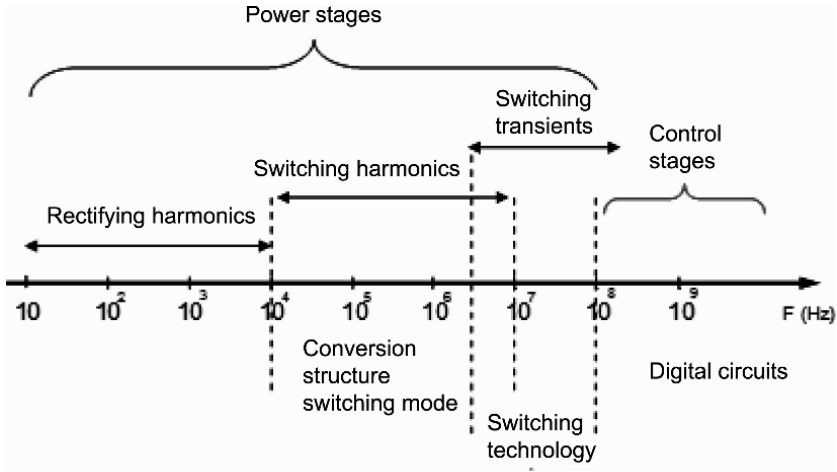 Power stages
Switching
transients
Control
stages
Switching harmonics
Rectifying harmonics
10 10² 10³ 10⁴ 10⁵ 10⁶ 10⁷ 10⁸ 10⁹ F (Hz)
Conversion
structure
switching mode
Digital circuits
Switching
technology